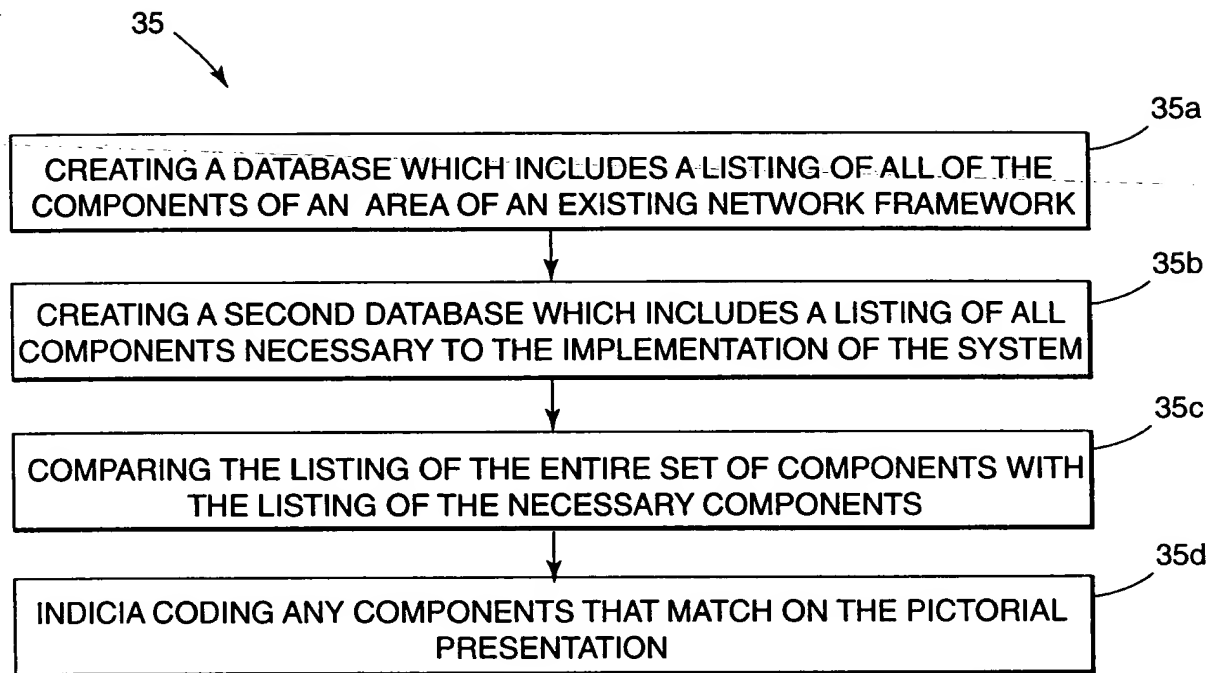 35
35a
CREATING A DATABASE WHICH INCLUDES A LISTING OF ALL OF THE
COMPONENTS OF AN AREA OF AN EXISTING NETWORK FRAMEWORK
35b
CREATING A SECOND DATABASE WHICH INCLUDES A LISTING OF ALL
COMPONENTS NECESSARY TO THE IMPLEMENTATION OF THE SYSTEM
35c
COMPARING THE LISTING OF THE ENTIRE SET OF COMPONENTS WITH
THE LISTING OF THE NECESSARY COMPONENTS
35d
INDICIA CODING ANY COMPONENTS THAT MATCH ON THE PICTORIAL
PRESENTATION